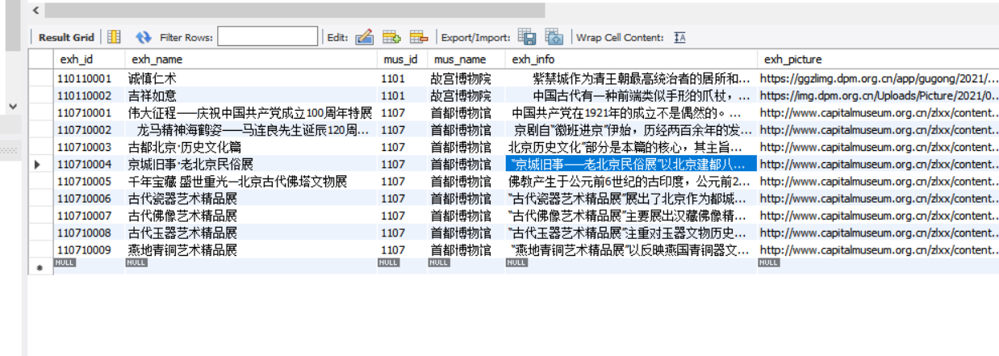 Result Grid Filter Rows: Edit: Export/Import: Wrap Cell Content:
exh_id exh_name mus_id mus_name exh_info exh_picture
110110001 诚慎仁术 1101 故宫博物院 紫禁城作为清王朝最高统治者的居所和... https://ggzlimg.dpm.org.cn/app/gugong/2021/...
110110002 吉祥如意 1101 故宫博物院 中国古代有一种前端类似手形的爪杖，... https://img.dpm.org.cn/Uploads/Picture/2021/0...
110710001 伟大征程——庆祝中国共产党成立100周年特展 1107 首都博物馆 中国共产党在1921年的成立不是偶然的。... http://www.capitalmuseum.org.cn/zlxx/content...
110710002 龙马精神海鹤姿——马连良先生诞辰120周... 1107 首都博物馆 京剧自"徽班进京"伊始，历经两百余年的发... http://www.capitalmuseum.org.cn/zlxx/content...
110710003 古都北京·历史文化篇 1107 首都博物馆 北京历史文化"部分是本篇的核心，其主旨... http://www.capitalmuseum.org.cn/zlxx/content...
110710004 京城旧事·老北京民俗展 1107 首都博物馆 "京城旧事——老北京民俗展"以北京建都八... http://www.capitalmuseum.org.cn/zlxx/content...
110710005 千年宝藏 盛世重光—北京古代佛塔文物展 1107 首都博物馆 佛教产生于公元前6世纪的古印度，公元前2... http://www.capitalmuseum.org.cn/zlxx/content...
110710006 古代瓷器艺术精品展 1107 首都博物馆 "古代瓷器艺术精品展"展出了北京作为都城... http://www.capitalmuseum.org.cn/zlxx/content...
110710007 古代佛像艺术精品展 1107 首都博物馆 "古代佛像艺术精品展"主要展出汉藏佛像精... http://www.capitalmuseum.org.cn/zlxx/content...
110710008 古代玉器艺术精品展 1107 首都博物馆 "古代玉器艺术精品展"注重对玉器文物历史... http://www.capitalmuseum.org.cn/zlxx/content...
110710009 燕地青铜艺术精品展 1107 首都博物馆 "燕地青铜艺术精品展"以反映燕国青铜器文... http://www.capitalmuseum.org.cn/zlxx/content...
NULL NULL NULL NULL NULL NULL